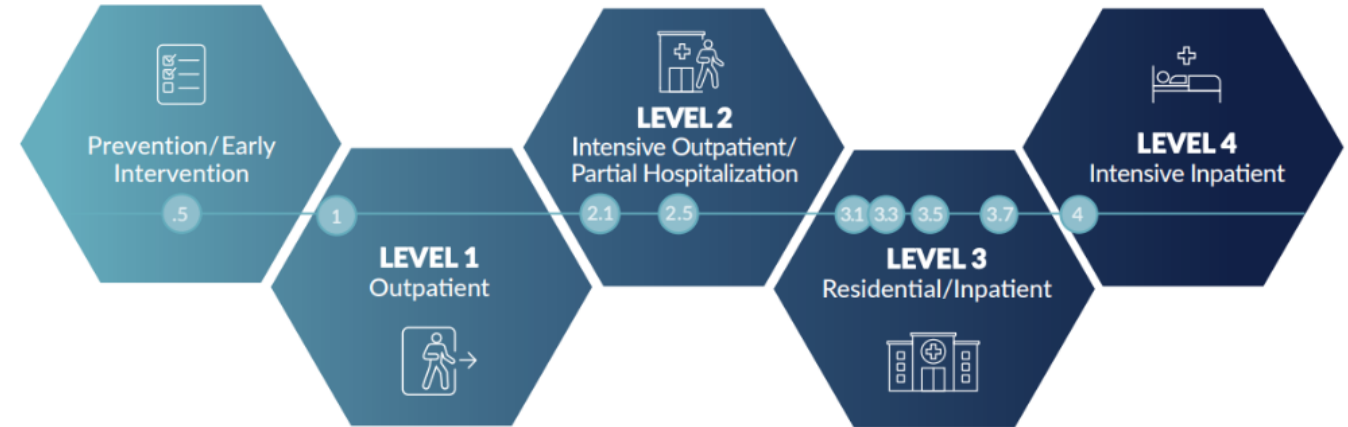 Prevention/Early
Intervention
.5
1
LEVEL 1
Outpatient
LEVEL 2
Intensive Outpatient/
Partial Hospitalization
2.1
2.5
3.1
3.3
3.5
3.7
LEVEL 3
Residential/Inpatient
LEVEL 4
Intensive Inpatient
4